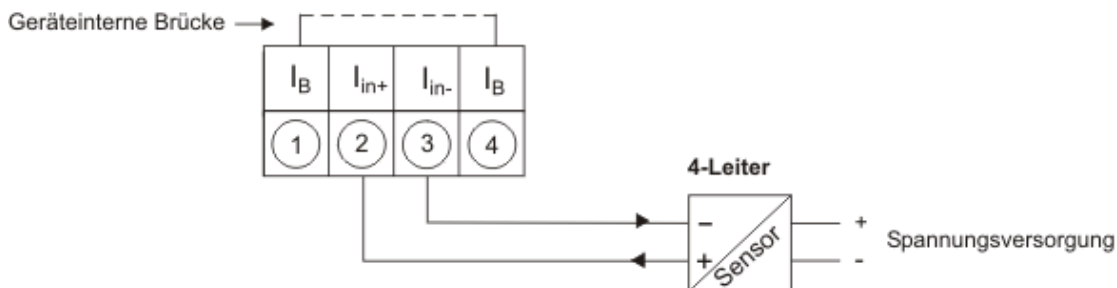 Geräteinterne Brücke
I_B I_in+ I_in- I_B
1 2 3 4
4-Leiter
− +
+ Sensor - Spannungsversorgung